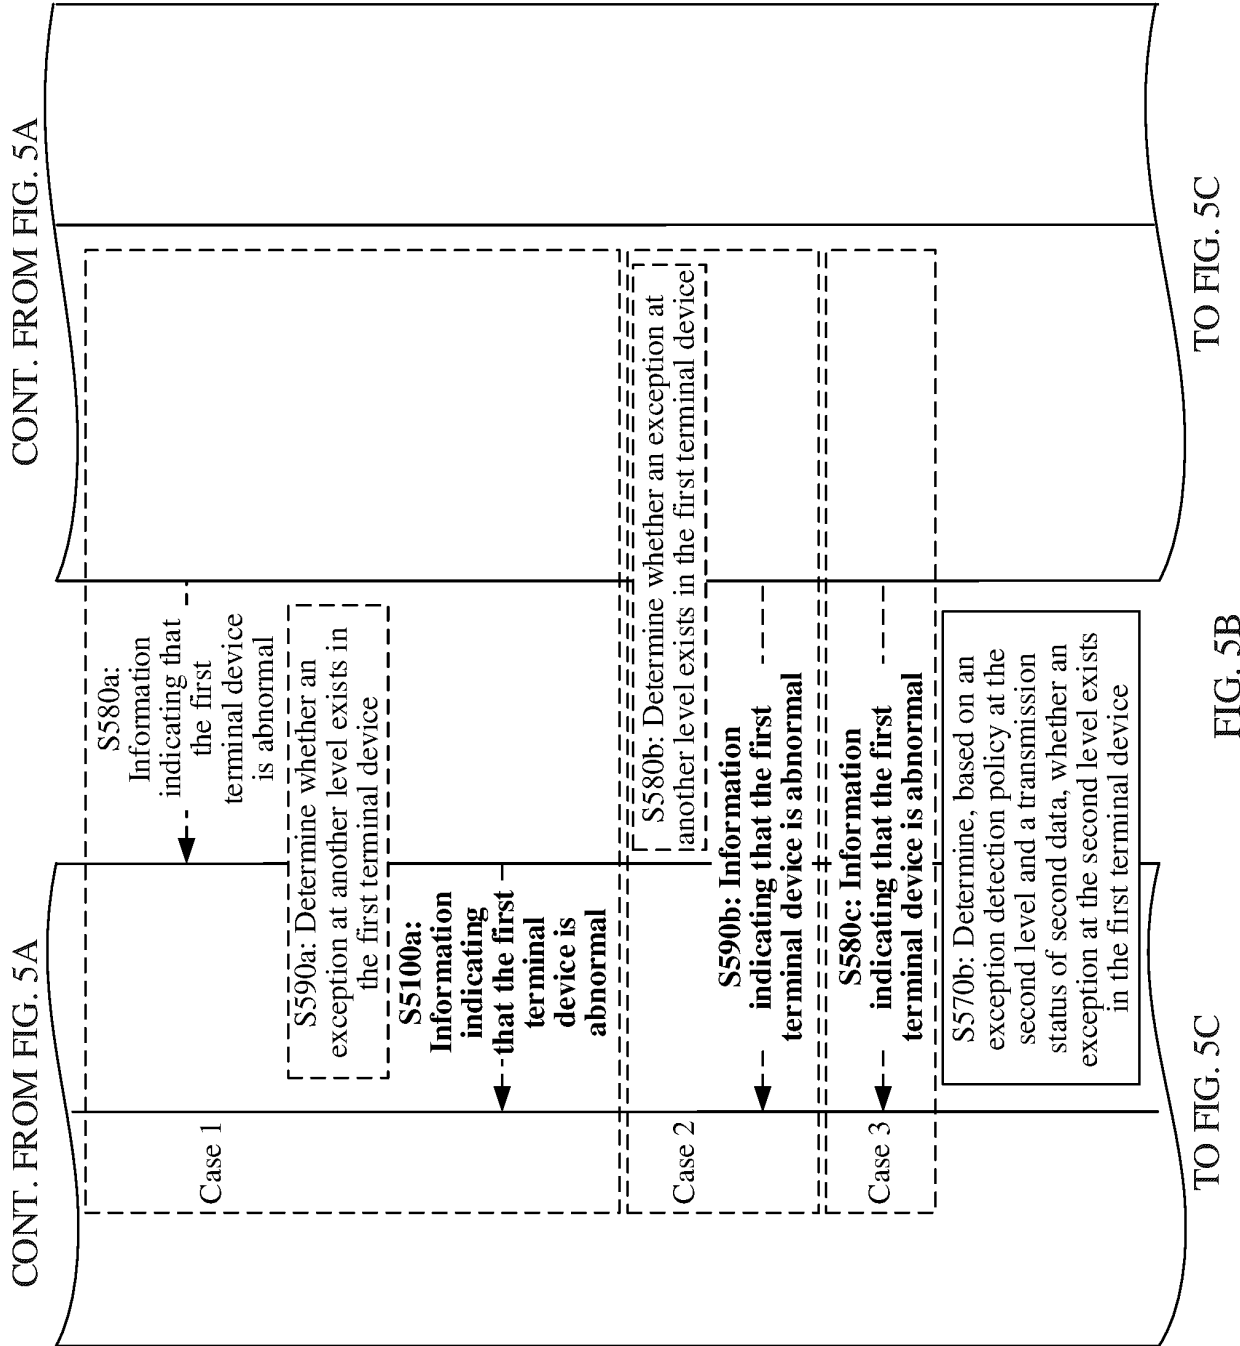 CONT. FROM FIG. 5A
CONT. FROM FIG. 5A
Case 1
S580a:
Information
indicating that
the first
terminal device
is abnormal
S590a: Determine whether an
exception at another level exists in
the first terminal device
S5100a:
Information
indicating
that the first
terminal
device is
abnormal
Case 2
S580b: Determine whether an exception at
another level exists in the first terminal device
S590b: Information
indicating that the first
terminal device is abnormal
Case 3
S580c: Information
indicating that the first
terminal device is abnormal
S570b: Determine, based on an
exception detection policy at the
second level and a transmission
status of second data, whether an
exception at the second level exists
in the first terminal device
TO FIG. 5C
TO FIG. 5C
FIG. 5B